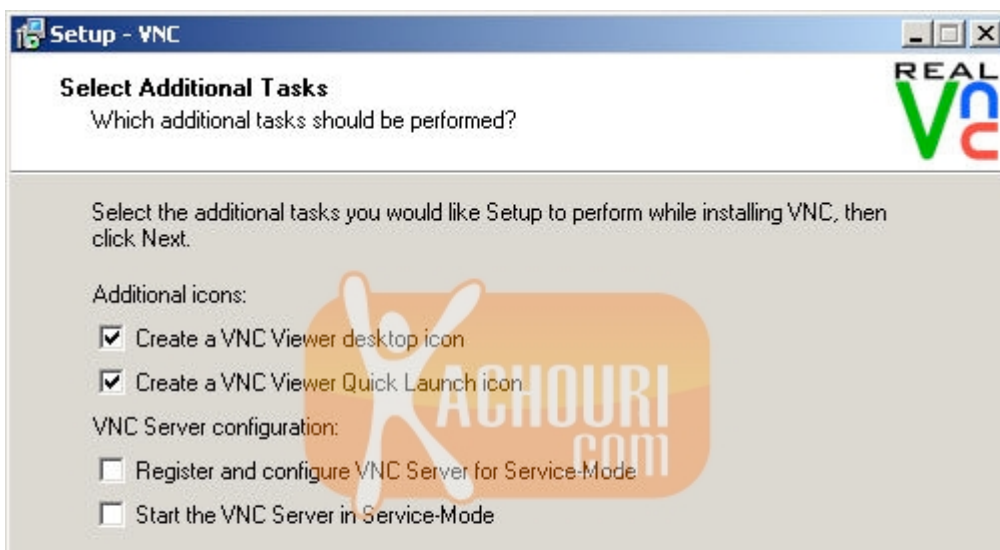 Setup - VNC
Select Additional Tasks
Which additional tasks should be performed?
REAL
Vnc
Select the additional tasks you would like Setup to perform while installing VNC, then
click Next.
Additional icons:
Create a VNC Viewer desktop icon
Create a VNC Viewer Quick Launch icon
KACHOURI
.com
VNC Server configuration:
Register and configure VNC Server for Service-Mode
Start the VNC Server in Service-Mode